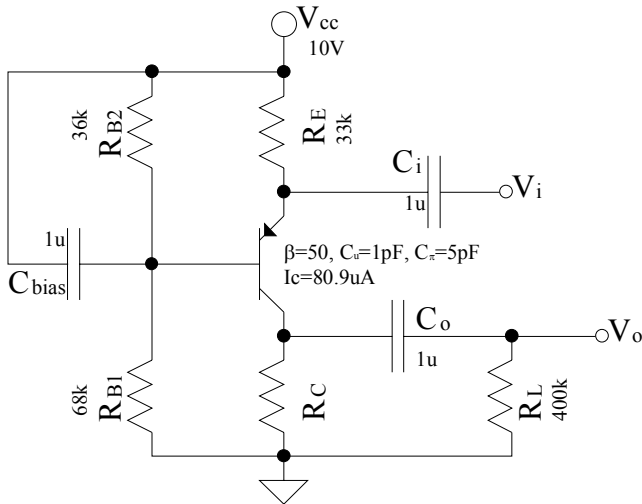 Vcc
10V
36k
RB2
RE
33k
Ci
1u
Vi
1u
Cbias
β=50, Cu=1pF, Cπ=5pF
Ic=80.9uA
Co
1u
Vo
68k
RB1
RC
RL
400k